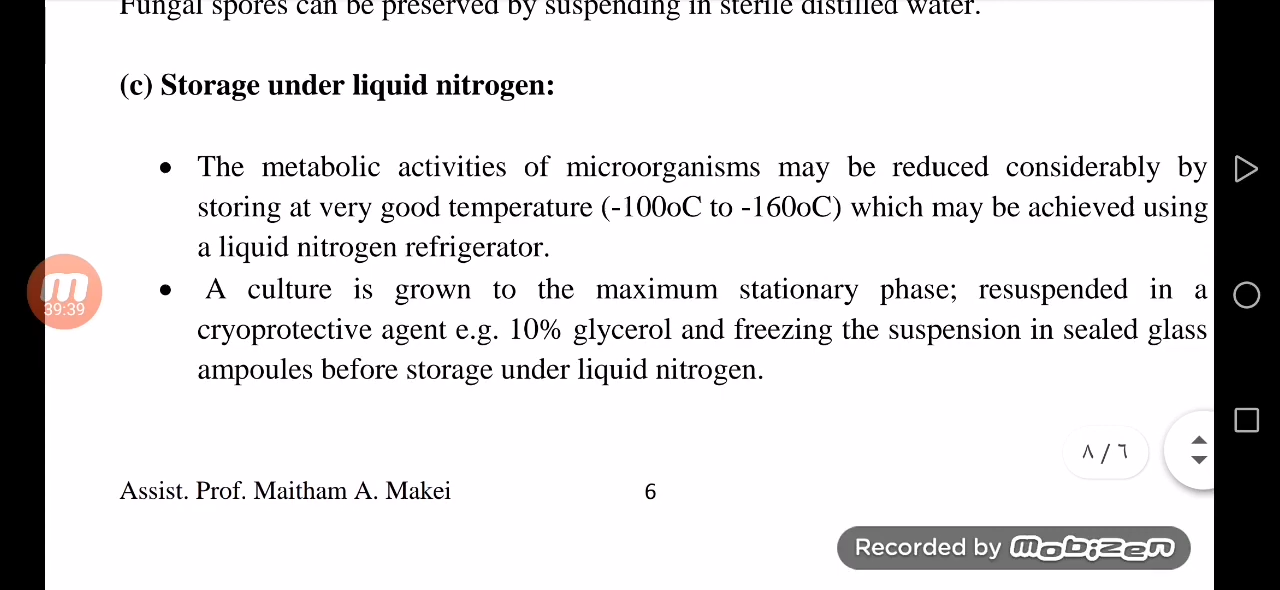 Fungal spores can be preserved by suspending in sterile distilled water.
(c) Storage under liquid nitrogen:
• The metabolic activities of microorganisms may be reduced considerably by
storing at very good temperature (-100oC to -160oC) which may be achieved using
a liquid nitrogen refrigerator.
• A culture is grown to the maximum stationary phase; resuspended in a
cryoprotective agent e.g. 10% glycerol and freezing the suspension in sealed glass
ampoules before storage under liquid nitrogen.
39:39
٨/٦
Assist. Prof. Maitham A. Makei 6
Recorded by mobizen